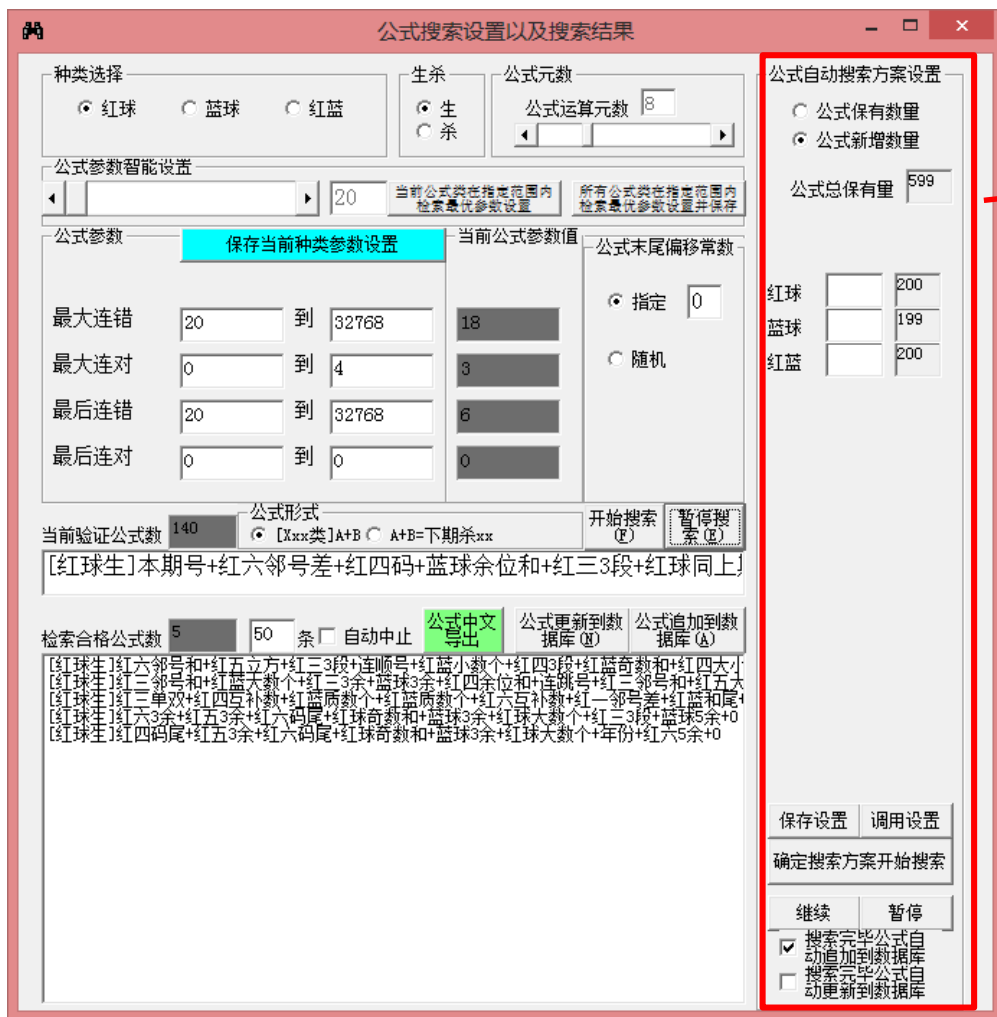 公式搜索设置以及搜索结果
种类选择
红球
蓝球
红蓝
生杀
生
杀
公式元数
公式运算元数 8
公式参数智能设置
20
当前公式类在指定范围内
检索最优参数设置
所有公式类在指定范围内
检索最优参数设置并保存
公式参数
保存当前种类参数设置
当前公式参数值
最大连错 20 到 32768 18
最大连对 0 到 4 3
最后连错 20 到 32768 6
最后连对 0 到 0 0
公式末尾偏移常数
指定 0
随机
当前验证公式数 140
公式形式
[Xxx类]A+B
A+B=下期杀xx
开始搜索
(F)
暂停搜
索(E)
[红球生]本期号+红六邻号差+红四码+蓝球余位和+红三3段+红球同上
检索合格公式数 5
50 条
自动中止
公式中文
导出
公式更新到数
据库(N)
公式追加到数
据库(A)
[红球生]红六邻号和+红五立方+红三3段+连顺号+红蓝小数个+红四3段+红蓝奇数和+红四大小
[红球生]红三邻号和+红蓝大数个+红三3余+蓝球3余+红四余位和+连跳号+红三邻号和+红五大
[红球生]红三单双+红四互补数+红蓝质数个+红蓝质数个+红六互补数+红一邻号差+红蓝和尾+
[红球生]红六3余+红五3余+红六码尾+红球奇数和+蓝球3余+红球大数个+红三3段+蓝球5余+0
[红球生]红四码尾+红五3余+红六码尾+红球奇数和+蓝球3余+红球大数个+年份+红六5余+0
公式自动搜索方案设置
公式保有数量
公式新增数量
公式总保有量 599
红球 200
蓝球 199
红蓝 200
保存设置
调用设置
确定搜索方案开始搜索
继续
暂停
搜索完毕公式自
动追加到数据库
搜索完毕公式自
动更新到数据库